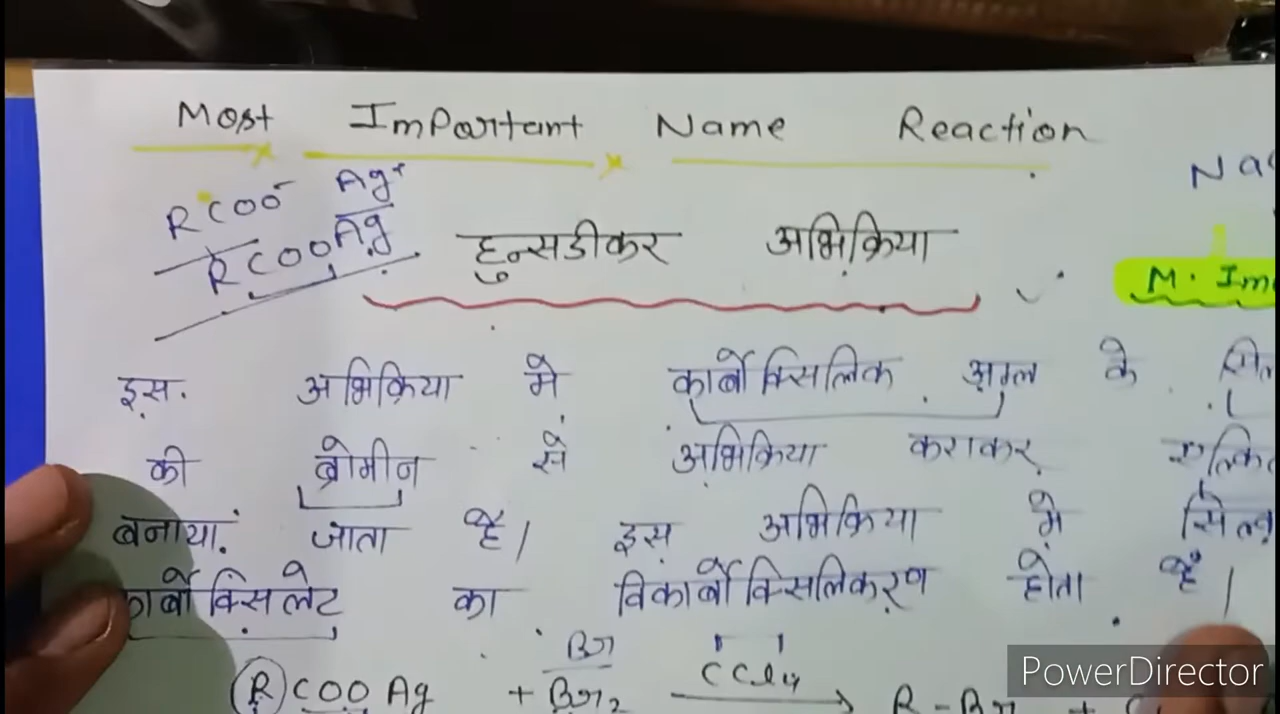 Most Important Name Reaction
RCOO⁻ Ag⁺
RCOOAg
हुन्सडीकर अभिक्रिया
M. Im
इस अभिक्रिया मे कार्बोक्सिलिक अम्ल के
की ब्रोमीन से अभिक्रिया कराकर
बनाया जाता है।
इस अभिक्रिया में
कार्बोक्सिलेट का विकार्बोक्सिलिकरण होता है।
Br
RCOOAg + Br₂ CCl₄ → R-Br +
PowerDirector